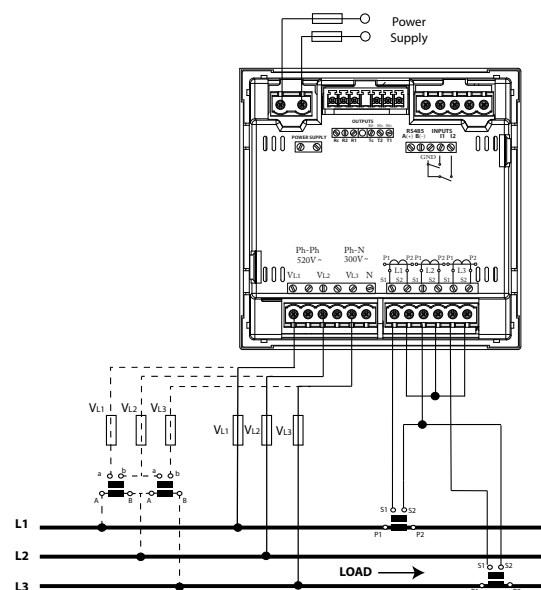 Power
Supply
OUTPUTS
POWER SUPPLY
R2 R1
T2 T1
RS485 INPUTS
A(+) B(-) I1 I2
GND
Ph-Ph
520V~
Ph-N
300V~
P1 P2 P1 P2 P1 P2
L1 L2 L3
VL1 VL2 VL3 N
S1 S2 S1 S2 S1 S2
VL1 VL2 VL3
VL1 VL2 VL3
a b a b
A B A B
S1 S2
L1
P1 P2
L2
S1 S2
LOAD
L3